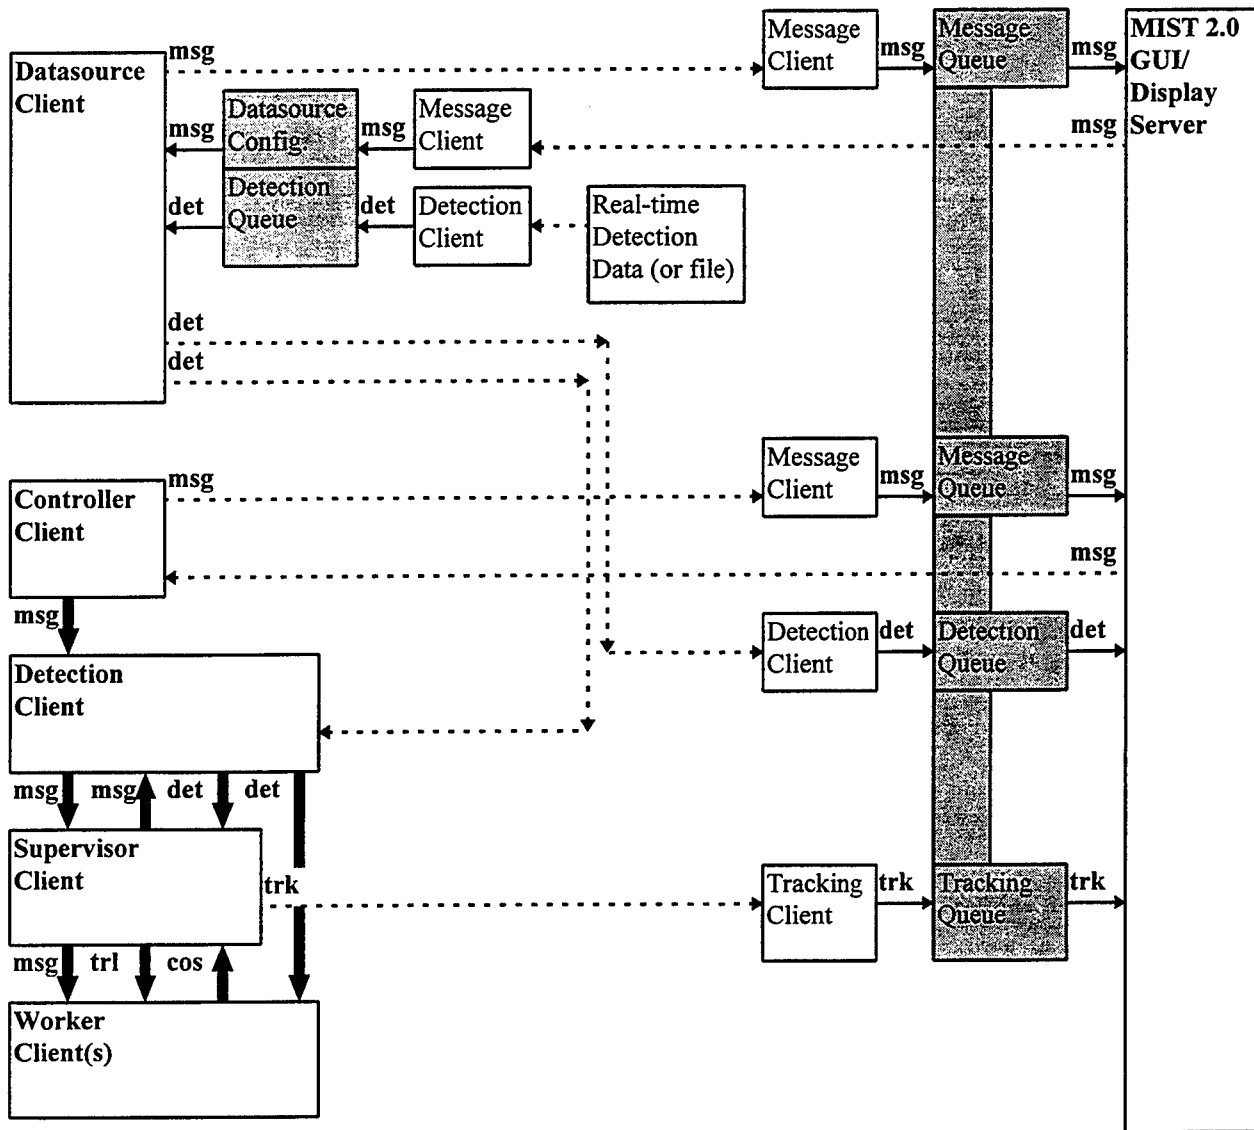 msg
Message
Client
msg
Message
Queue
msg
MIST 2.0
GUI/
Display
Server
Datasource
Client
msg
Datasource
Config
msg
Message
Client
msg
det
Detection
Queue
det
Detection
Client
Real-time
Detection
Data (or file)
det
det
Controller
Client
msg
Message
Client
msg
Message
Queue
msg
msg
msg
Detection
Client
Detection
Client
det
Detection
Queue
det
msg
msg
det
det
Supervisor
Client
trk
Tracking
Client
trk
Tracking
Queue
trk
msg
trl
cos
Worker
Client(s)